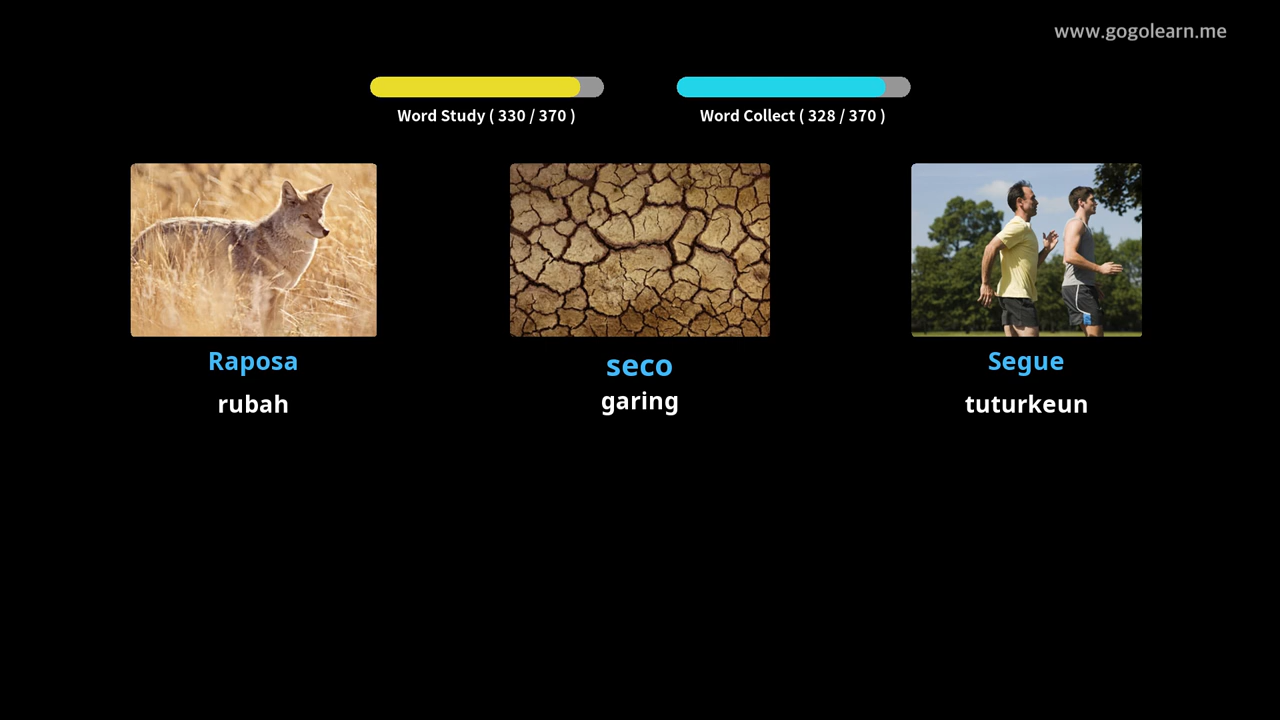 www.gogolearn.me
Word Study ( 330 / 370 )
Word Collect ( 328 / 370 )
Raposa
rubah
seco
garing
Segue
tuturkeun